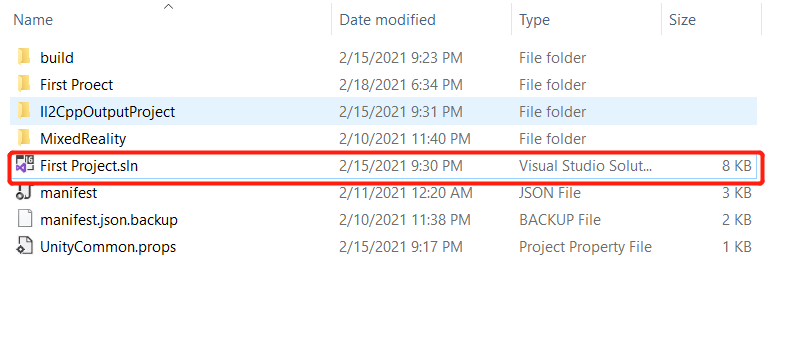 Name Date modified Type Size
build 2/15/2021 9:23 PM File folder
First Proect 2/18/2021 6:34 PM File folder
Il2CppOutputProject 2/15/2021 9:31 PM File folder
MixedReality 2/10/2021 11:40 PM File folder
First Project.sln 2/15/2021 9:30 PM Visual Studio Solut... 8 KB
manifest 2/11/2021 12:20 AM JSON File 3 KB
manifest.json.backup 2/10/2021 11:38 PM BACKUP File 2 KB
UnityCommon.props 2/15/2021 9:17 PM Project Property File 1 KB